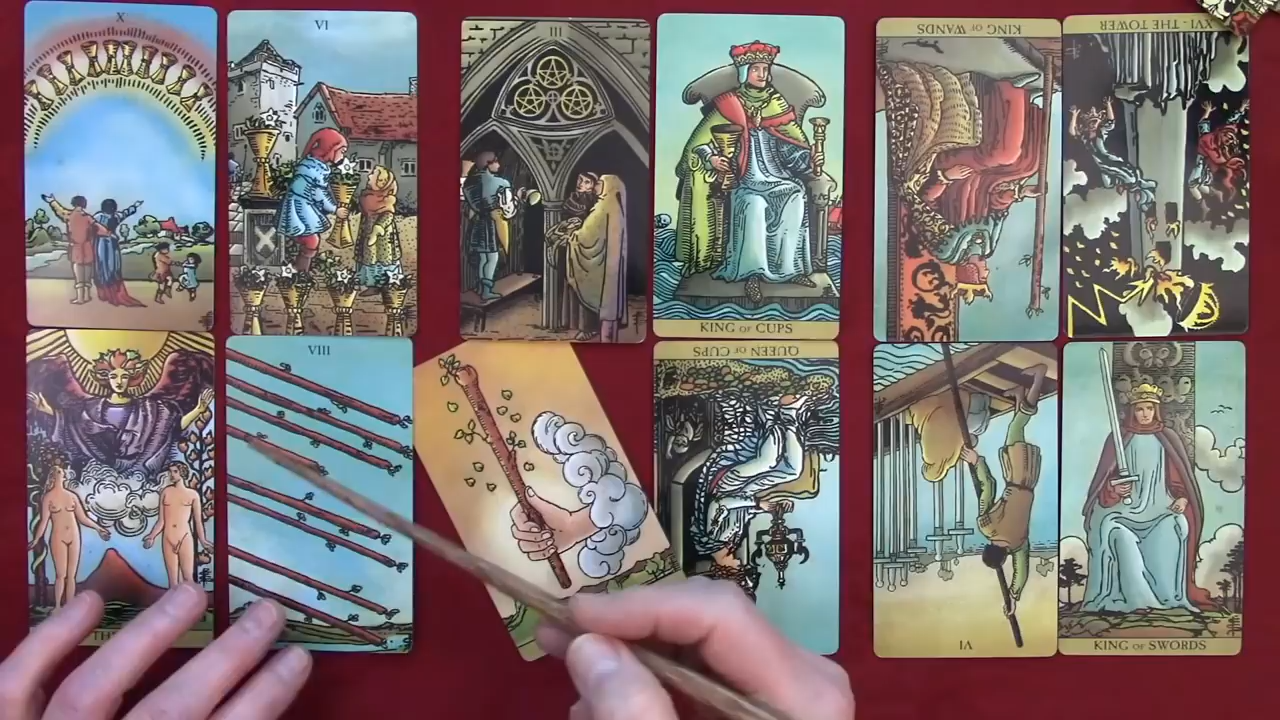 X
VI
III
KING OF CUPS
KING OF WANDS
XVI - THE TOWER
VIII
QUEEN OF CUPS
VI
KING OF SWORDS